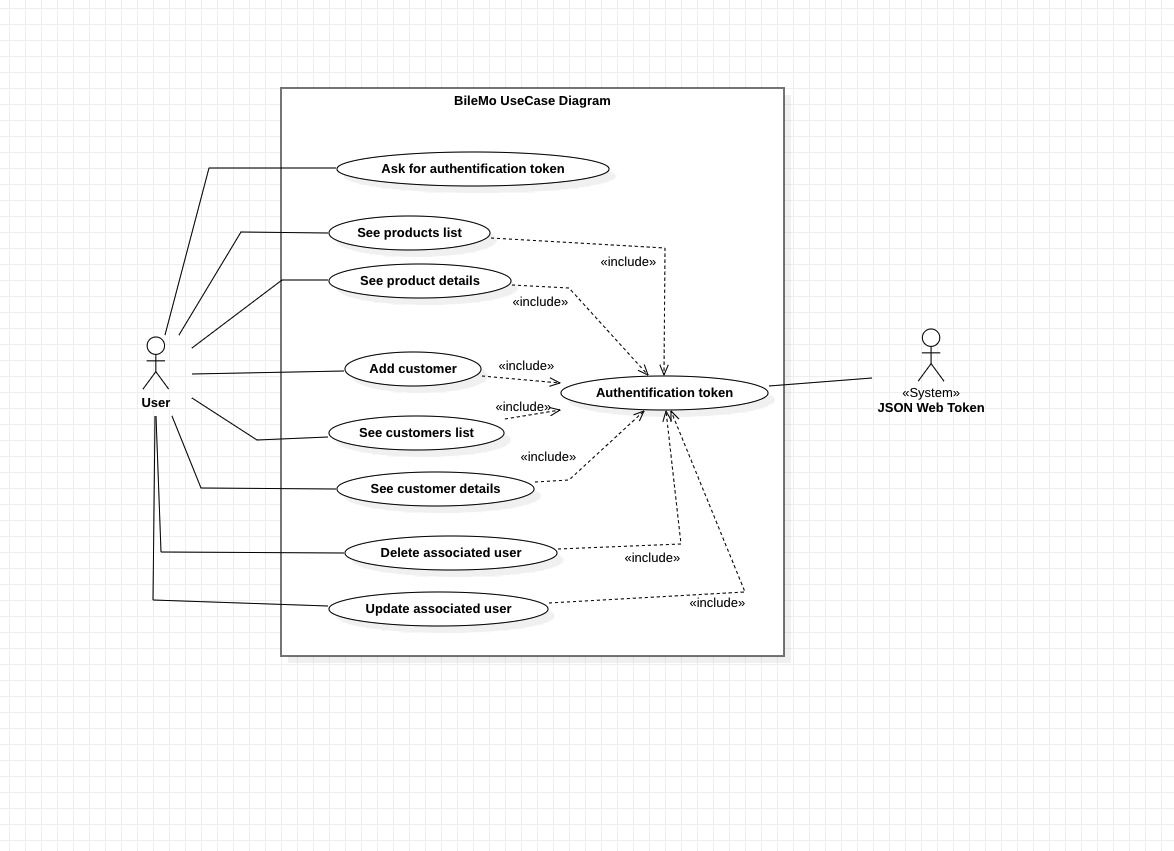 BileMo UseCase Diagram
Ask for authentification token
See products list
«include»
See product details
«include»
Add customer
«include»
Authentification token
«include»
See customers list
«include»
See customer details
Delete associated user
«include»
Update associated user
«include»
User
«System»
JSON Web Token